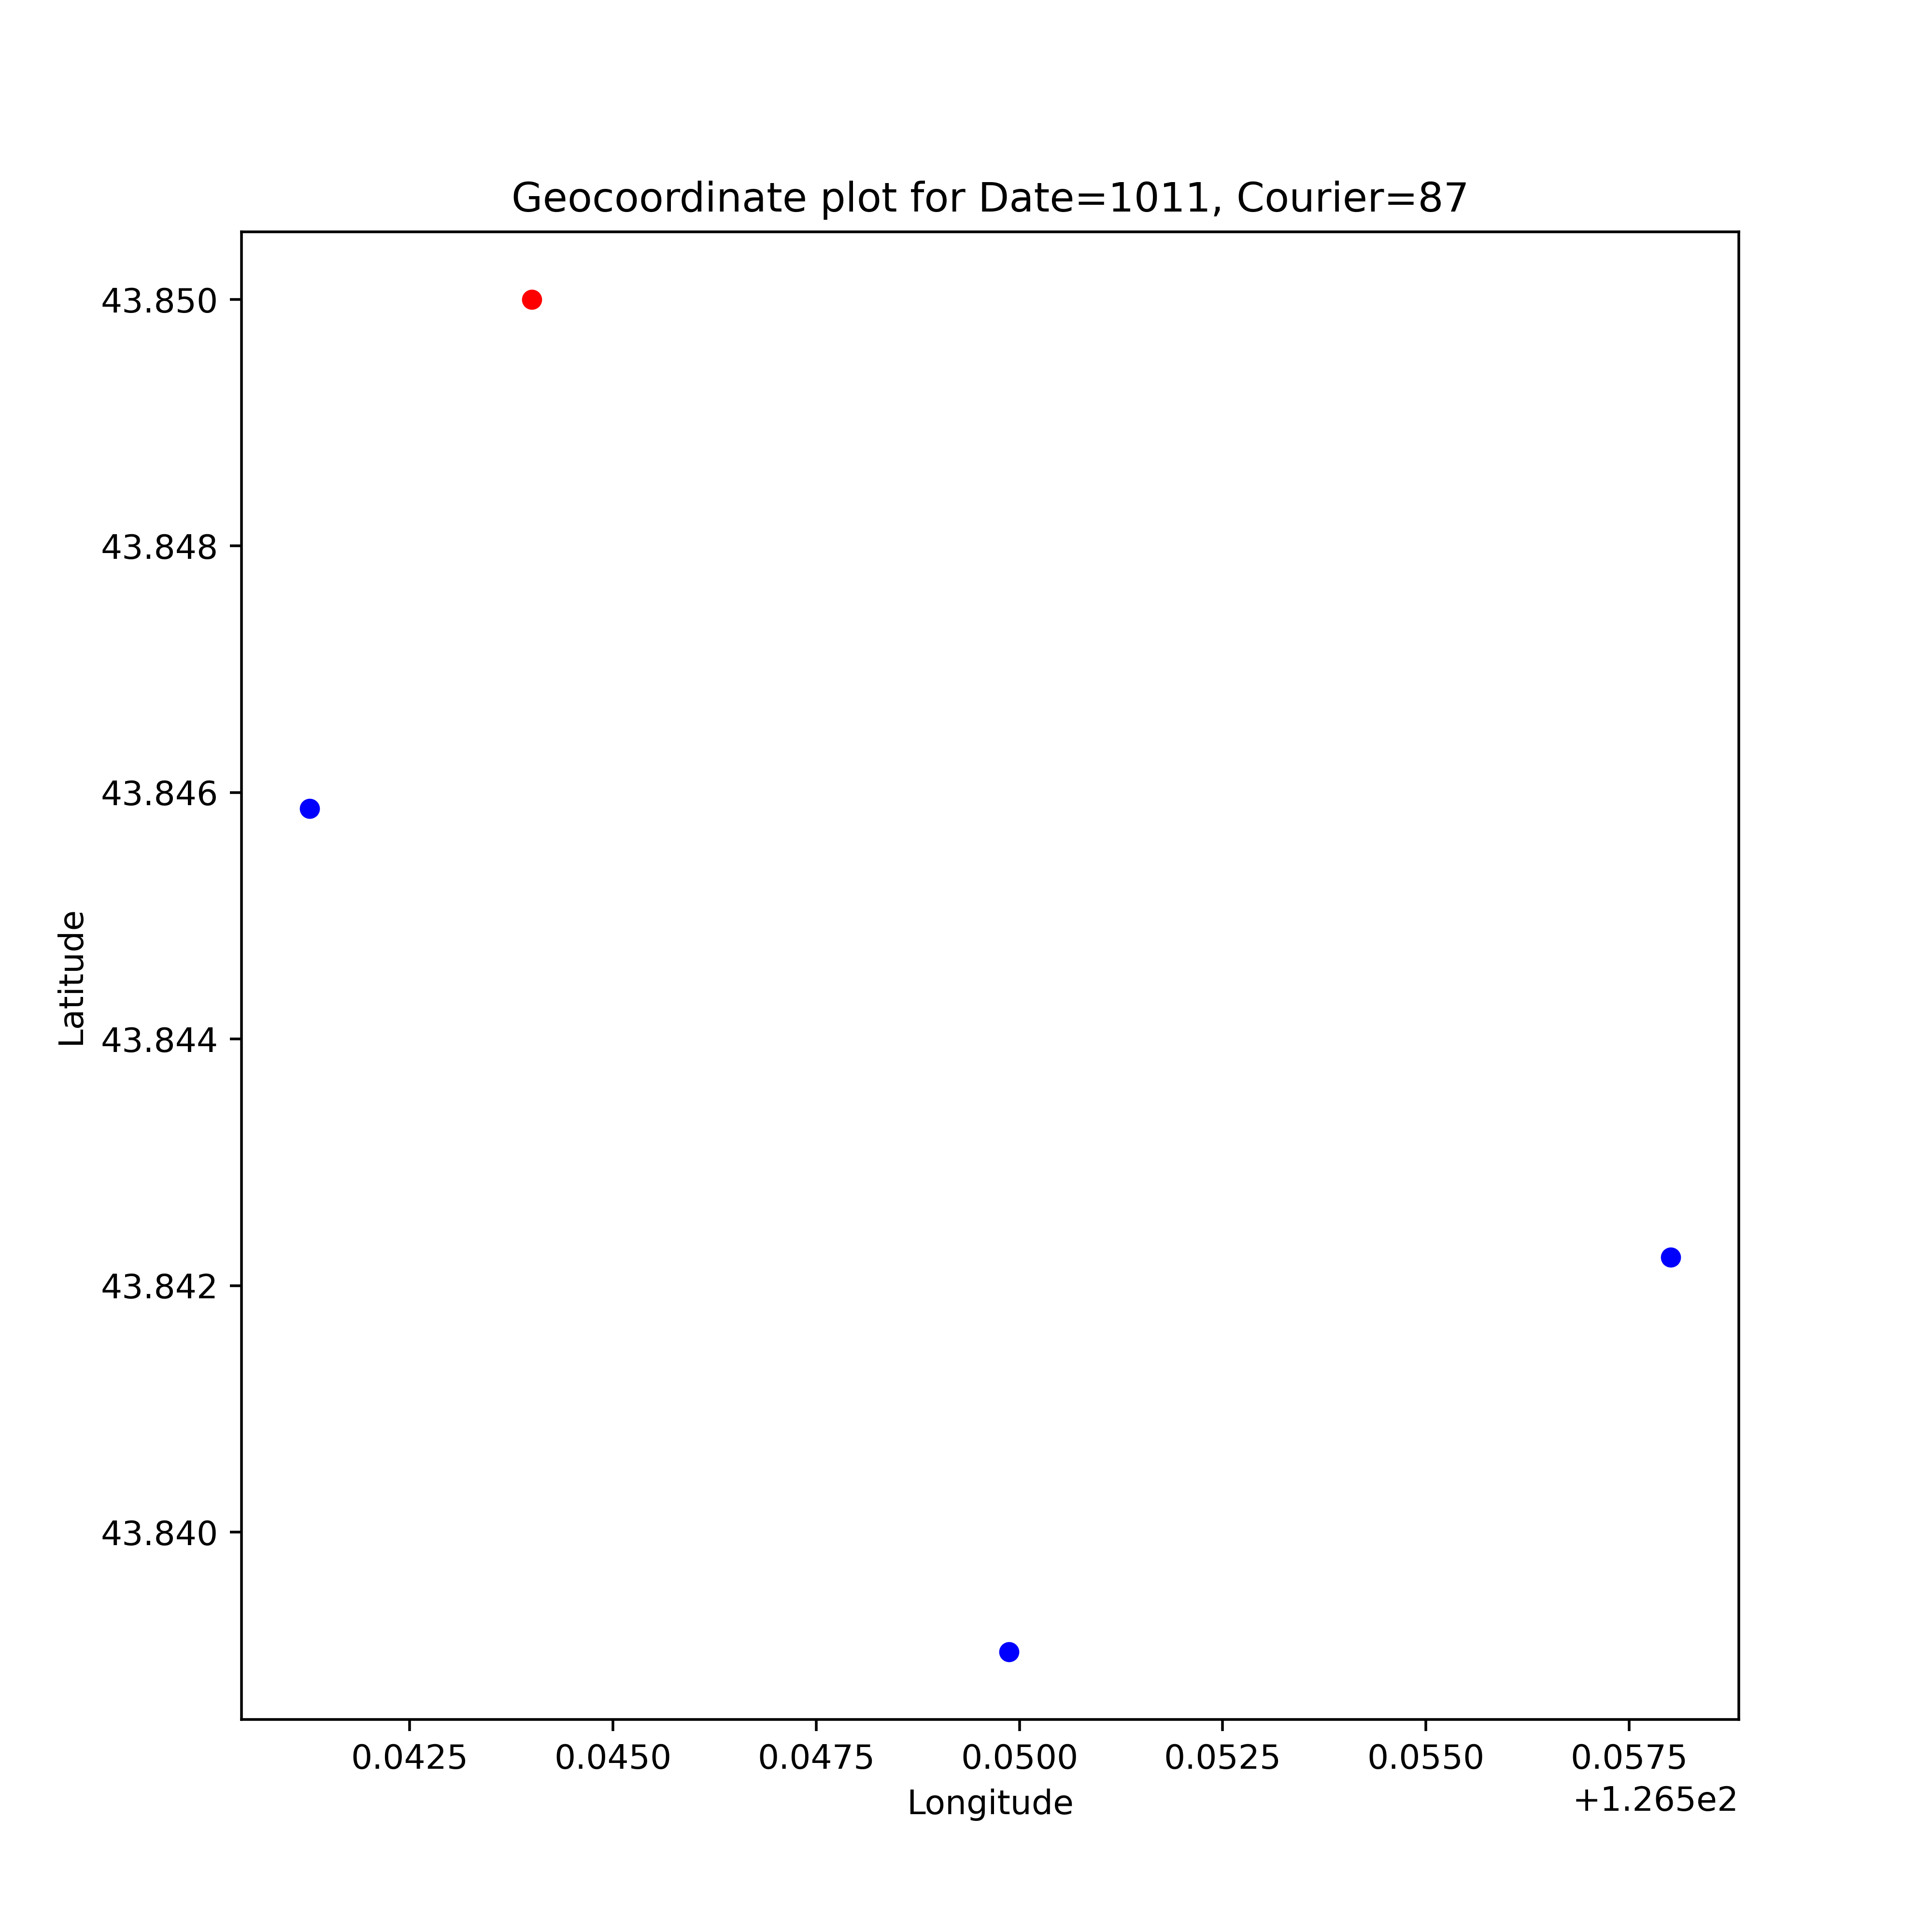 Geocoordinate plot for Date=1011, Courier=87
43.850
43.848
43.846
43.844
43.842
43.840
Latitude
0.0425 0.0450 0.0475 0.0500 0.0525 0.0550 0.0575
+1.265e2
Longitude